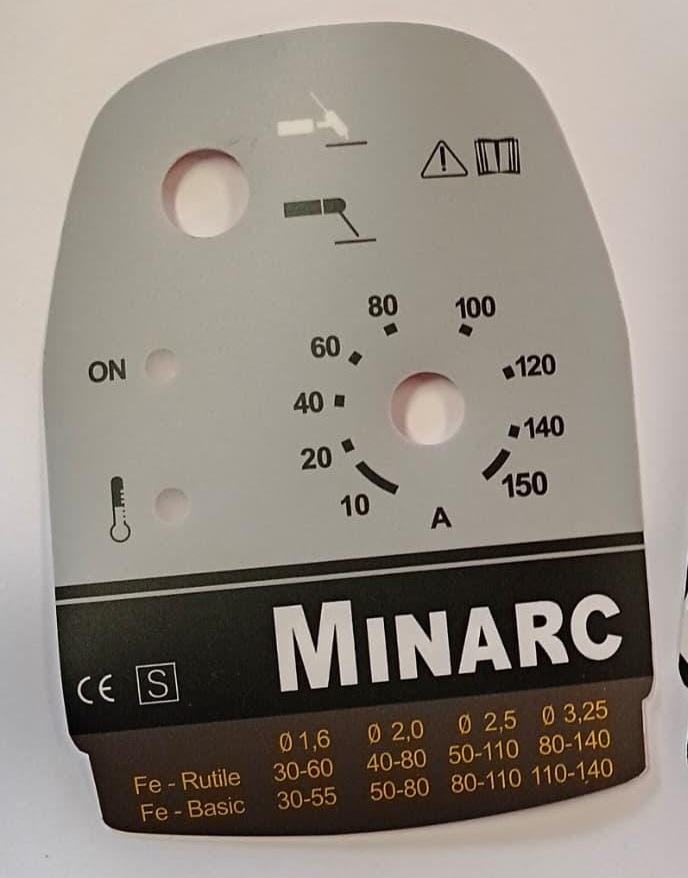 80 100
60 120
ON
40 140
20 150
10 A
MINARC
CE S
Ø 1,6 Ø 2,0 Ø 2,5 Ø 3,25
Fe - Rutile 30-60 40-80 50-110 80-140
Fe - Basic 30-55 50-80 80-110 110-140